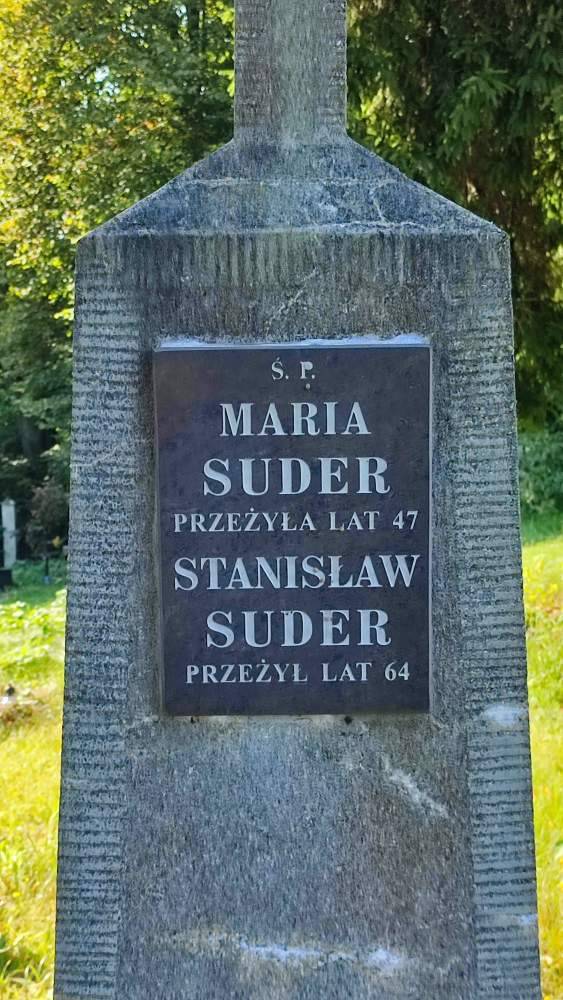 Ś. P.
MARIA
SUDER
PRZEŻYŁA LAT 47
STANISŁAW
SUDER
PRZEŻYŁ LAT 64